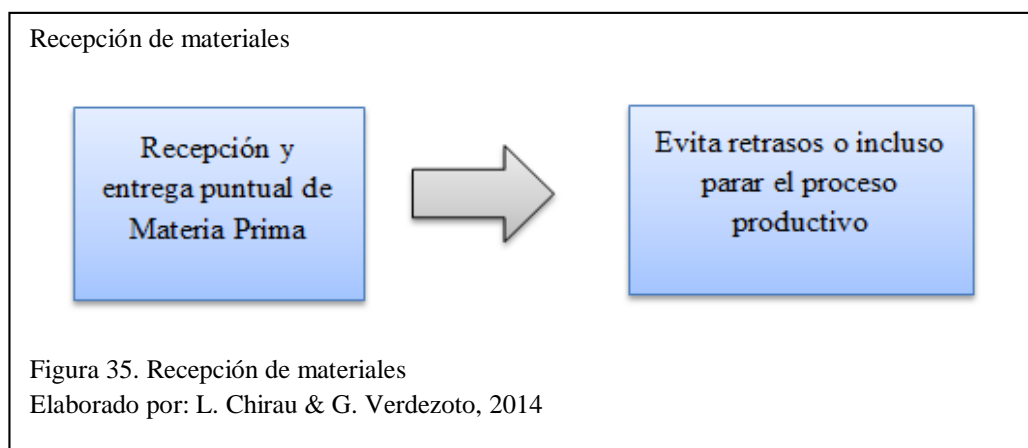 Recepción de materiales
Recepción y
entrega puntual de
Materia Prima
Evita retrasos o incluso
parar el proceso
productivo
Figura 35. Recepción de materiales
Elaborado por: L. Chirau & G. Verdezoto, 2014